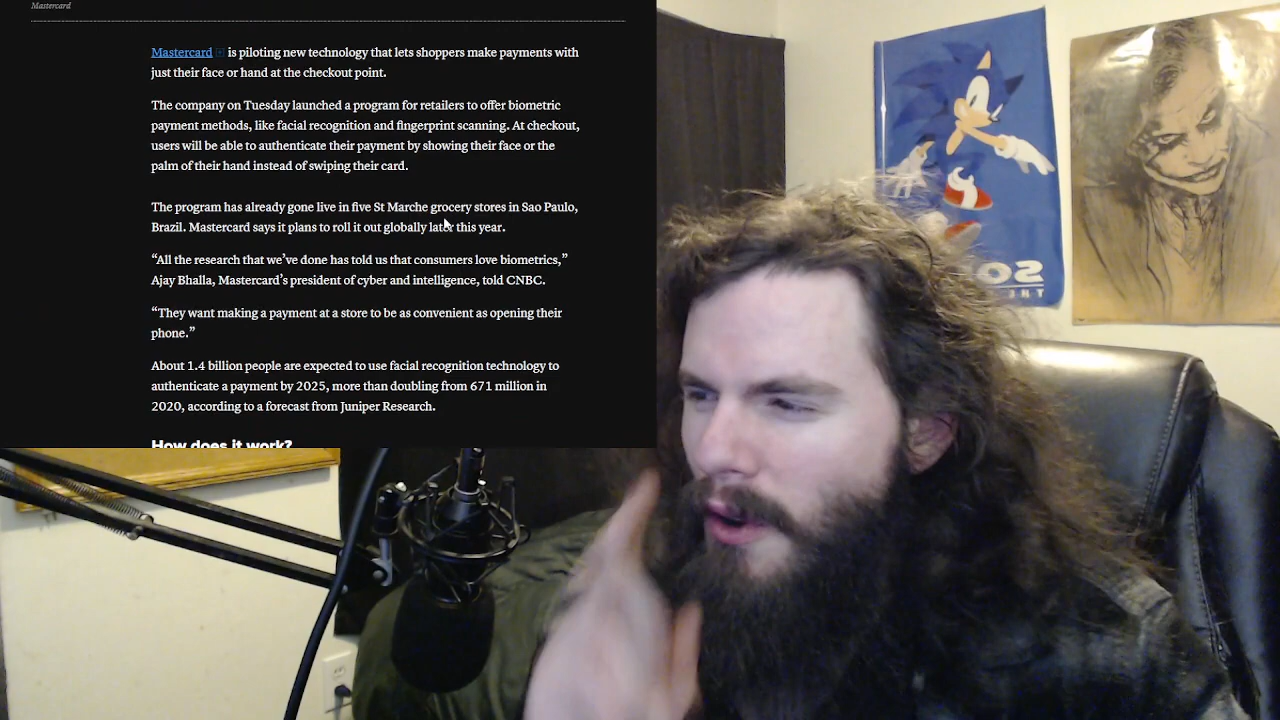 Mastercard
Mastercard is piloting new technology that lets shoppers make payments with
just their face or hand at the checkout point.
The company on Tuesday launched a program for retailers to offer biometric
payment methods, like facial recognition and fingerprint scanning. At checkout,
users will be able to authenticate their payment by showing their face or the
palm of their hand instead of swiping their card.
The program has already gone live in five St Marche grocery stores in Sao Paulo,
Brazil. Mastercard says it plans to roll it out globally later this year.
“All the research that we’ve done has told us that consumers love biometrics,”
Ajay Bhalla, Mastercard’s president of cyber and intelligence, told CNBC.
“They want making a payment at a store to be as convenient as opening their
phone.”
About 1.4 billion people are expected to use facial recognition technology to
authenticate a payment by 2025, more than doubling from 671 million in
2020, according to a forecast from Juniper Research.
How does it work?